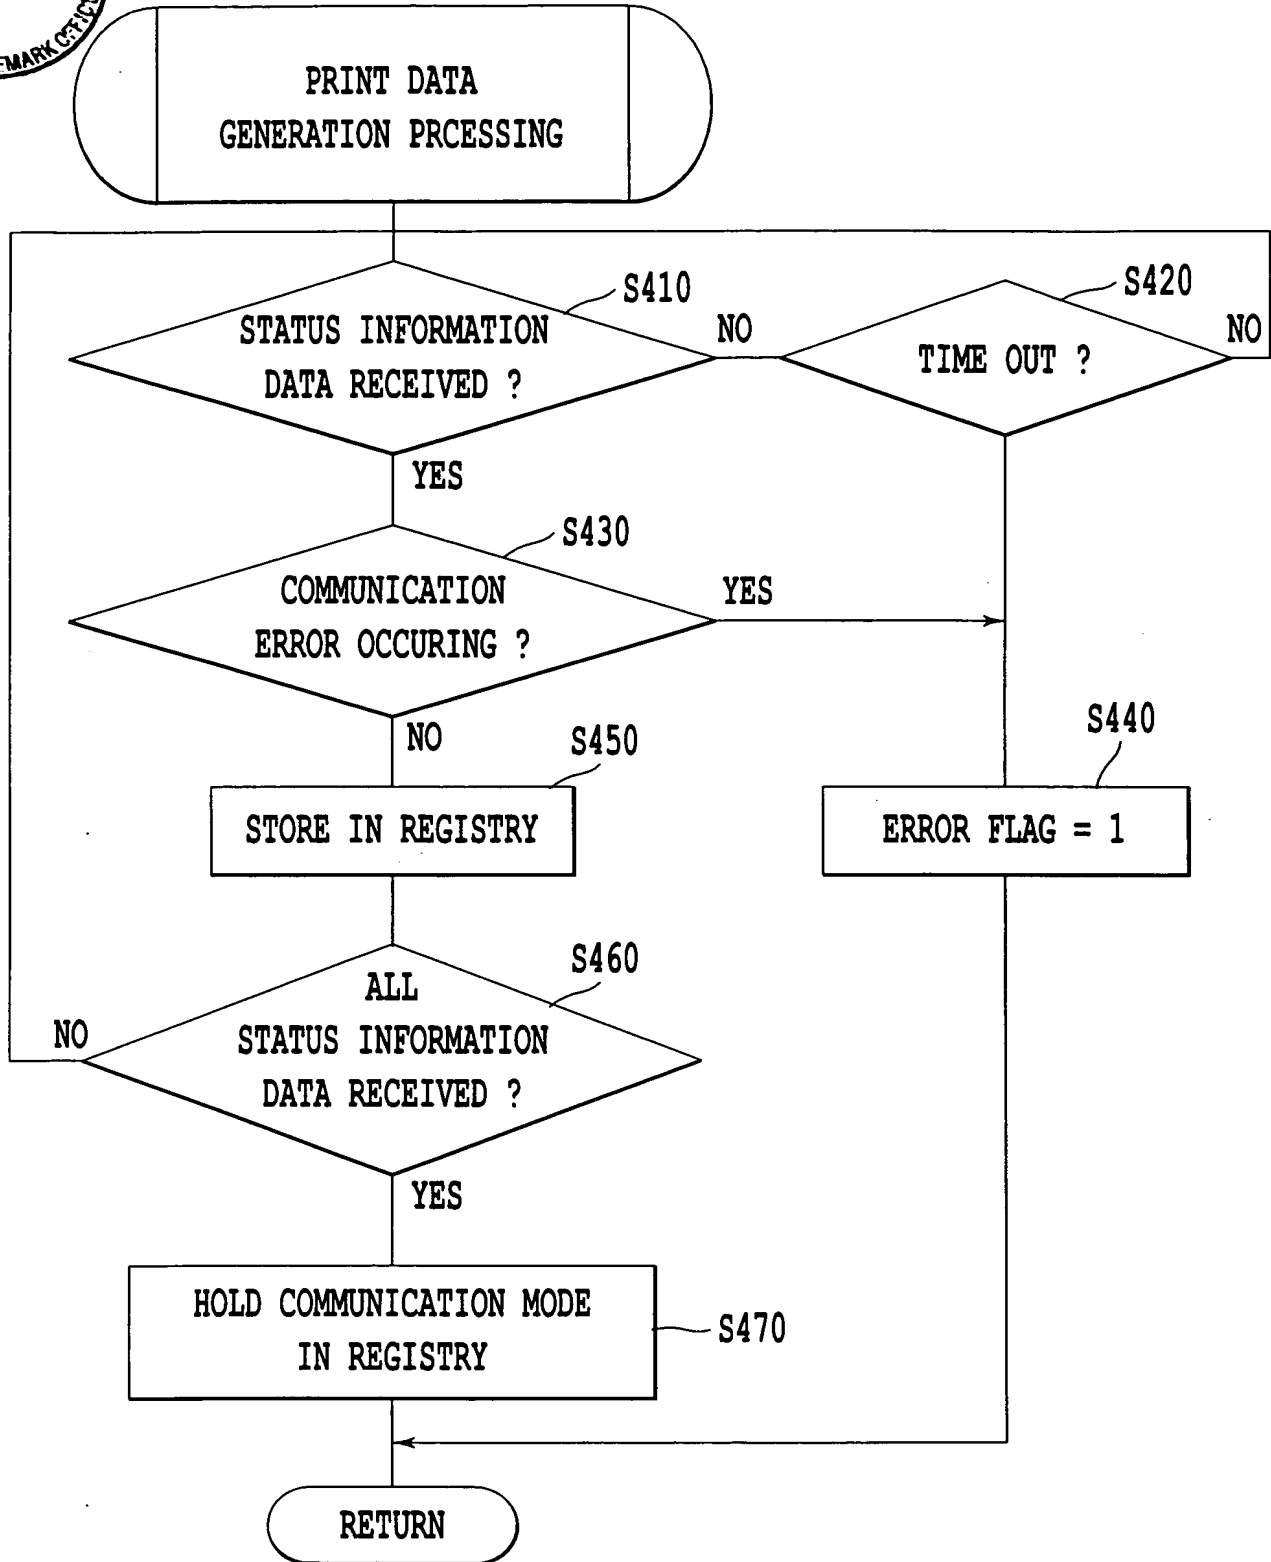 EMARK OFFIC
PRINT DATA
GENERATION PRCESSING
S410
S420
STATUS INFORMATION
DATA RECEIVED ?
NO
TIME OUT ?
NO
YES
S430
COMMUNICATION
ERROR OCCURING ?
YES
NO
S450
S440
STORE IN REGISTRY
ERROR FLAG = 1
S460
ALL
STATUS INFORMATION
DATA RECEIVED ?
NO
YES
HOLD COMMUNICATION MODE
IN REGISTRY
S470
RETURN